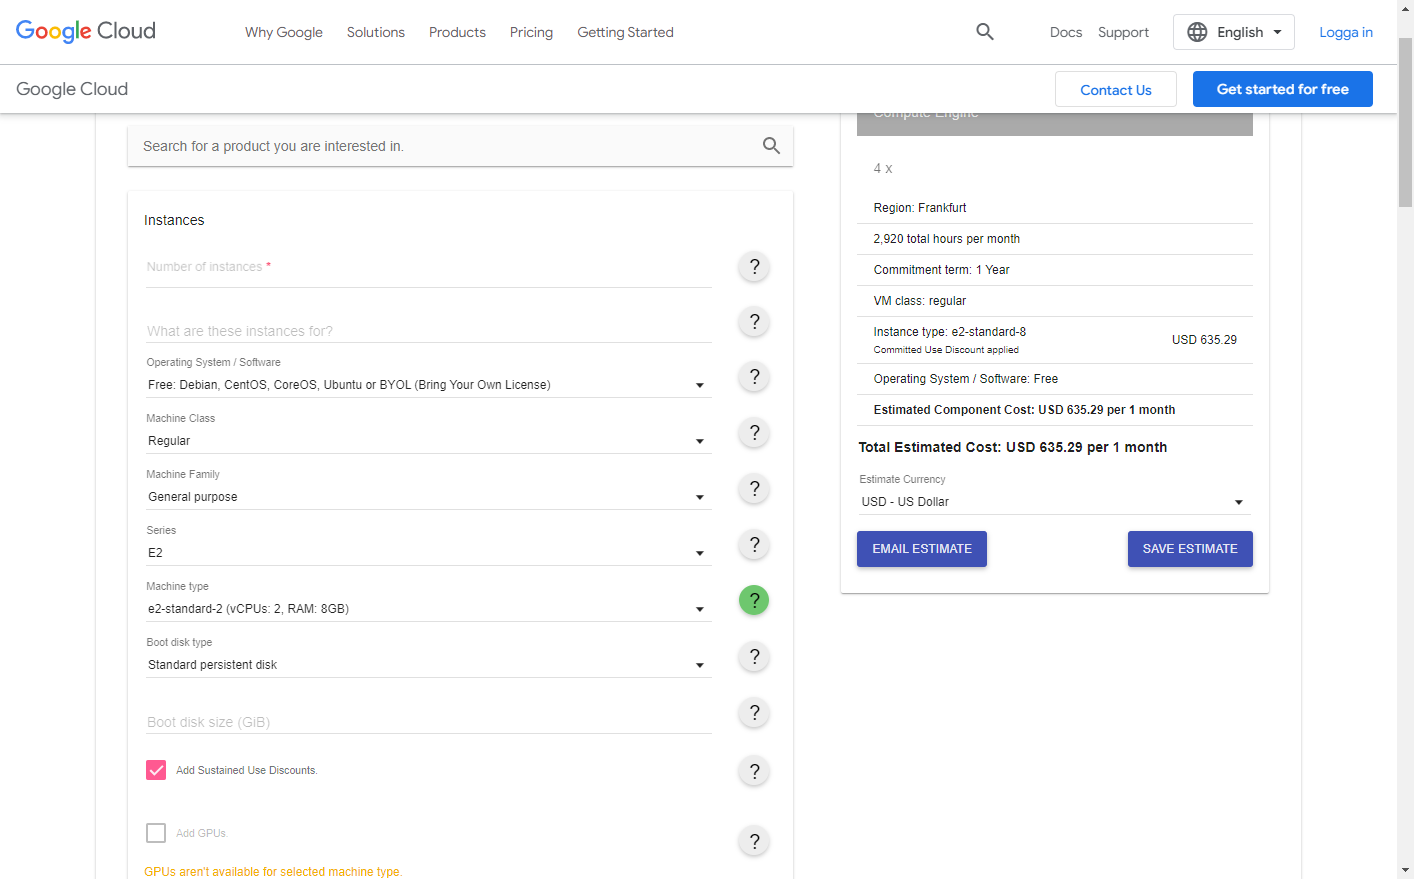 Google Cloud
Why Google
Solutions
Products
Pricing
Getting Started
Docs
Support
English
Logga in
Google Cloud
Contact Us
Get started for free
Search for a product you are interested in.
Instances
Number of instances *
?
What are these instances for?
?
Operating System / Software
Free: Debian, CentOS, CoreOS, Ubuntu or BYOL (Bring Your Own License)
?
Machine Class
Regular
?
Machine Family
General purpose
?
Series
E2
?
Machine type
e2-standard-2 (vCPUs: 2, RAM: 8GB)
?
Boot disk type
Standard persistent disk
?
Boot disk size (GiB)
?
Add Sustained Use Discounts.
?
Add GPUs.
?
GPUs aren't available for selected machine type.
Compute Engine
4 x
Region: Frankfurt
2,920 total hours per month
Commitment term: 1 Year
VM class: regular
Instance type: e2-standard-8
Committed Use Discount applied
USD 635.29
Operating System / Software: Free
Estimated Component Cost: USD 635.29 per 1 month
Total Estimated Cost: USD 635.29 per 1 month
Estimate Currency
USD - US Dollar
EMAIL ESTIMATE
SAVE ESTIMATE